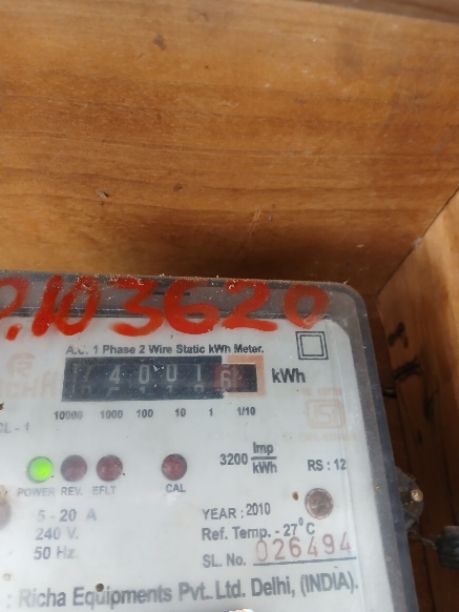 P.103620
A.C. 1 Phase 2 Wire Static kWh Meter.
kWh
10000 1000 100 10 1 1/10
CL - 1
3200 Imp/kWh
RS : 12
POWER REV. EFLT CAL
5 - 20 A
YEAR : 2010
240 V.
Ref. Temp. - 27°C
50 Hz.
SL. No. 026494
: Richa Equipments Pvt. Ltd. Delhi, (INDIA).